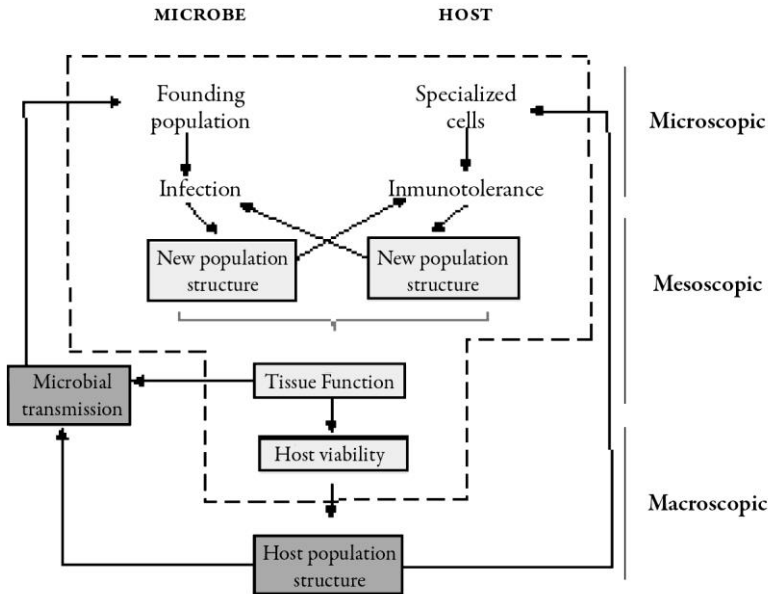 MICROBE
HOST
Founding
population
Specialized
cells
Microscopic
Infection
Inmunotolerance
New population
structure
New population
structure
Mesoscopic
Microbial
transmission
Tissue Function
Host viability
Macroscopic
Host population
structure